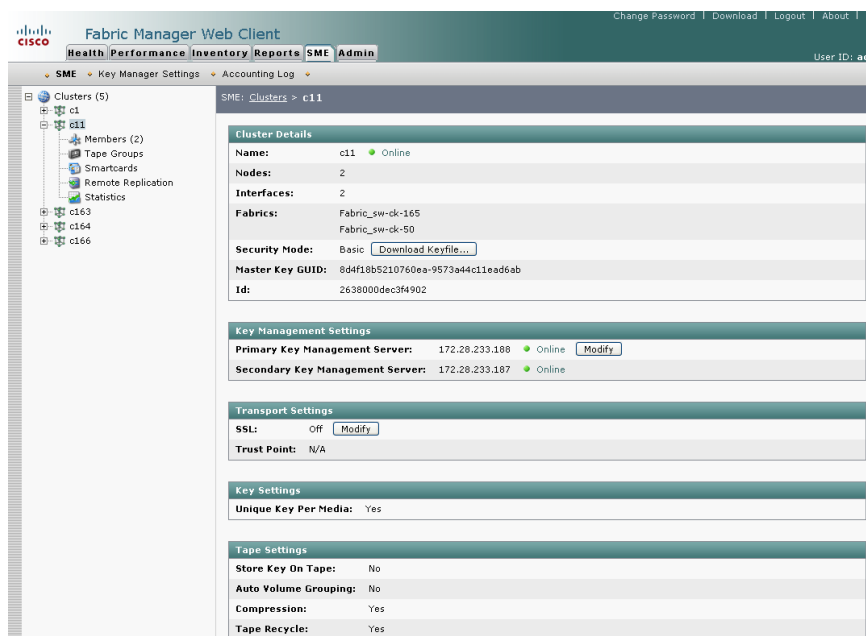 Change Password | Download | Logout | About |
CISCO
Fabric Manager Web Client
Health Performance Inventory Reports SME Admin
User ID:
SME Key Manager Settings Accounting Log
Clusters (5)
c1
c11
Members (2)
Tape Groups
Smartcards
Remote Replication
Statistics
c163
c164
c166
SME: Clusters > c11
Cluster Details
Name: c11 Online
Nodes: 2
Interfaces: 2
Fabrics: Fabric_sw-ck-165
Fabric_sw-ck-50
Security Mode: Basic Download Keyfile...
Master Key GUID: 8d4f18b5210760ea-9573a44c11ead6ab
Id: 2638000dec3f4902
Key Management Settings
Primary Key Management Server: 172.28.233.188 Online Modify
Secondary Key Management Server: 172.28.233.187 Online
Transport Settings
SSL: Off Modify
Trust Point: N/A
Key Settings
Unique Key Per Media: Yes
Tape Settings
Store Key On Tape: No
Auto Volume Grouping: No
Compression: Yes
Tape Recycle: Yes